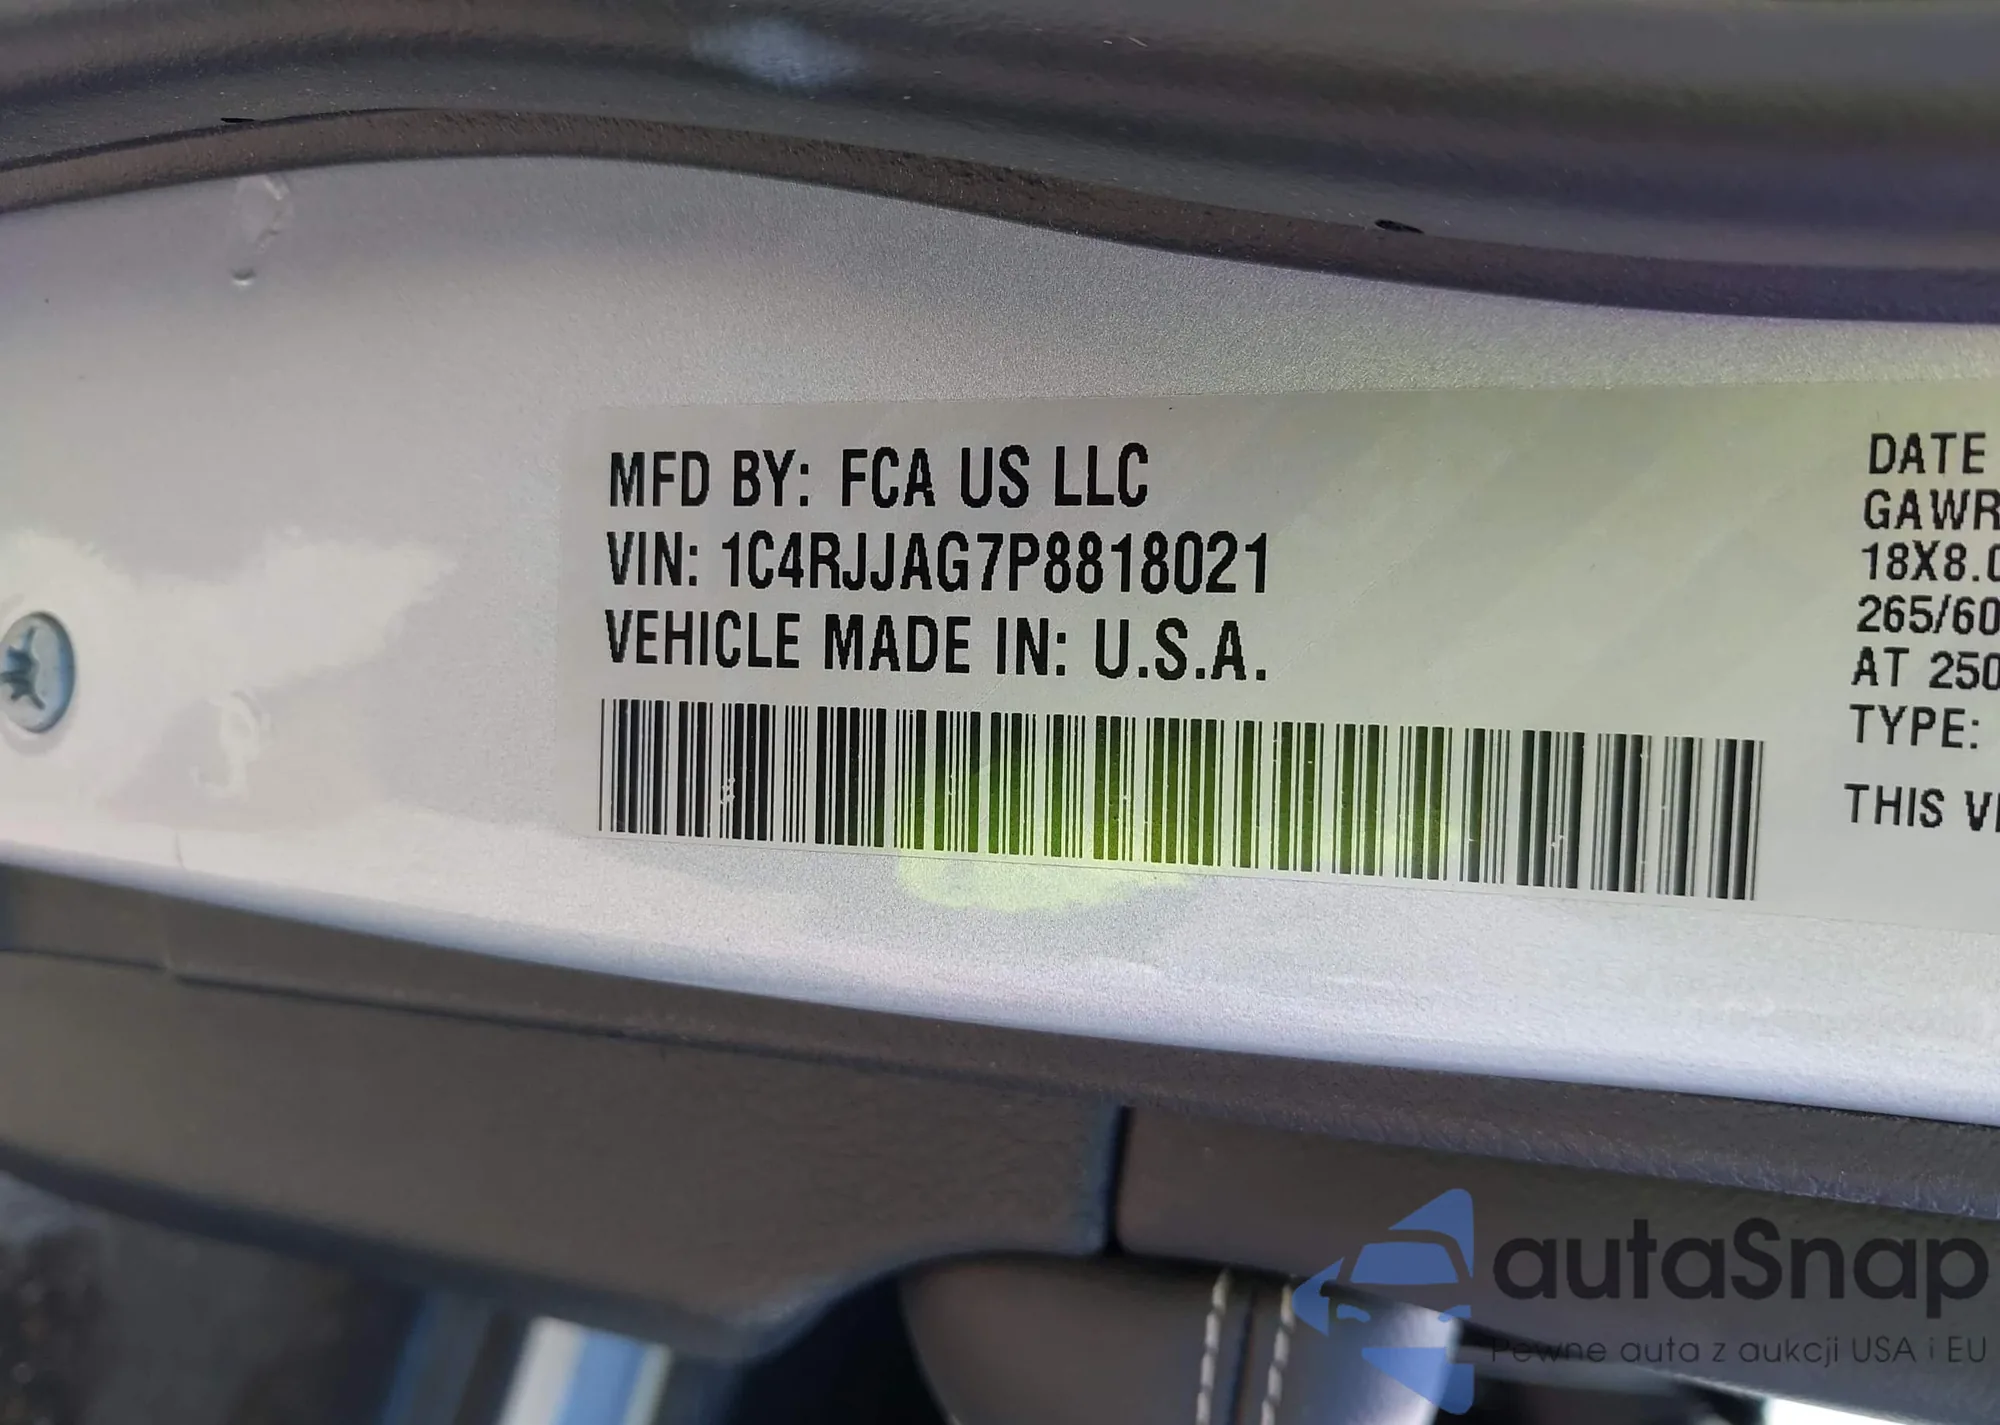 MFD BY: FCA US LLC
VIN: 1C4RJJAG7P8818021
VEHICLE MADE IN: U.S.A.
DATE
GAWR
18X8.0
265/60
AT 250
TYPE:
THIS V
autaSnap
Pewne auta z aukcji USA i EU